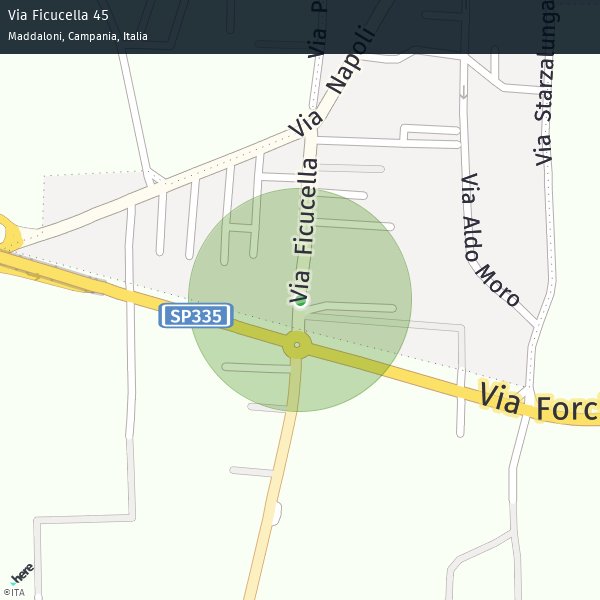 Via Ficucella 45
Maddaloni, Campania, Italia
Via P
Via Napoli
Via Starzalunga
Via Ficucella
Via Aldo Moro
SP335
Via Forc
here
©ITA